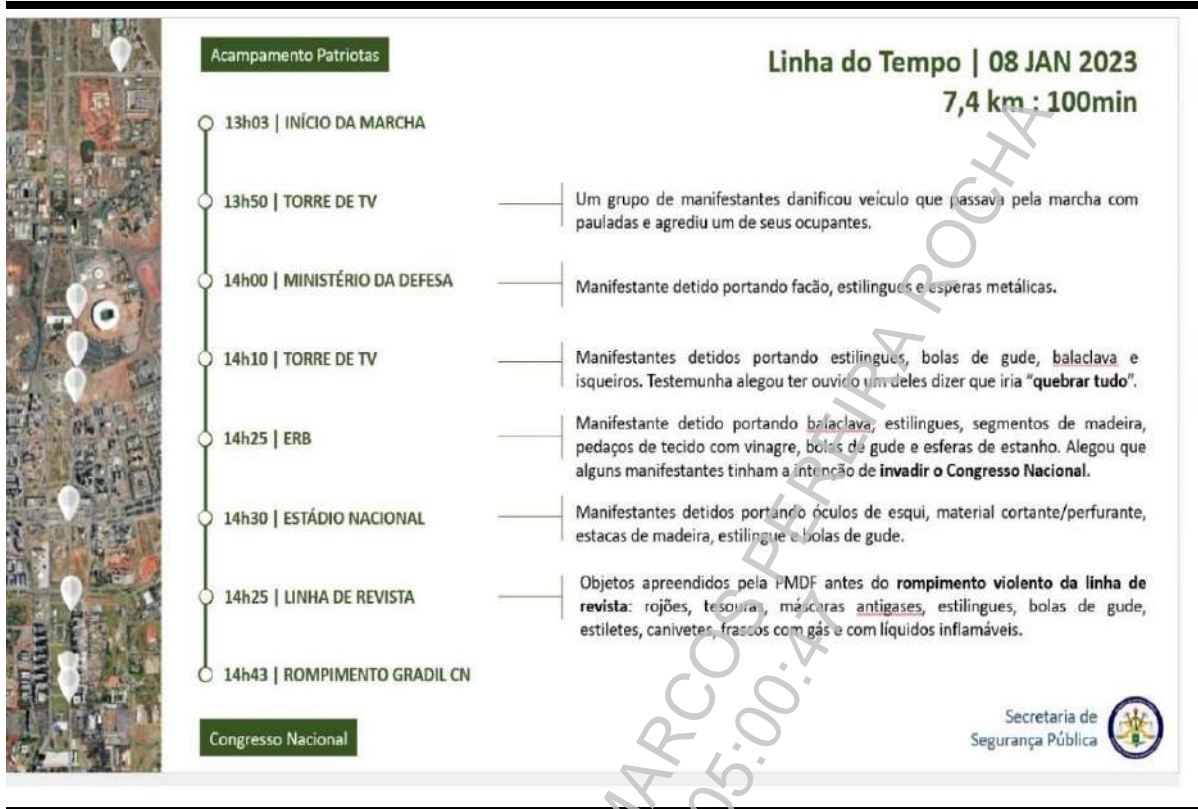 Acampamento Patriotas
Linha do Tempo | 08 JAN 2023
7,4 km : 100min
13h03 | INÍCIO DA MARCHA
13h50 | TORRE DE TV
Um grupo de manifestantes danificou veículo que passava pela marcha com
pauladas e agrediu um de seus ocupantes.
14h00 | MINISTÉRIO DA DEFESA
Manifestante detido portando facão, estilingues e esperas metálicas.
14h10 | TORRE DE TV
Manifestantes detidos portando estilingues, bolas de gude, balaclava e
isqueiros. Testemunha alegou ter ouvido um deles dizer que iria “quebrar tudo”.
14h25 | ERB
Manifestante detido portando balaclava, estilingues, segmentos de madeira,
pedaços de tecido com vinagre, bolas de gude e esferas de estanho. Alegou que
alguns manifestantes tinham a intenção de invadir o Congresso Nacional.
14h30 | ESTÁDIO NACIONAL
Manifestantes detidos portando óculos de esqui, material cortante/perfurante,
estacas de madeira, estilingue e bolas de gude.
14h25 | LINHA DE REVISTA
Objetos apreendidos pela PMDF antes do rompimento violento da linha de
revista: rojões, tesouras, máscaras antigases, estilingues, bolas de gude,
estiletes, canivetes, frascos com gás e com líquidos inflamáveis.
14h43 | ROMPIMENTO GRADIL CN
Congresso Nacional
Secretaria de
Segurança Pública
MARCOS PEREIRA ROCHA
05:00:47